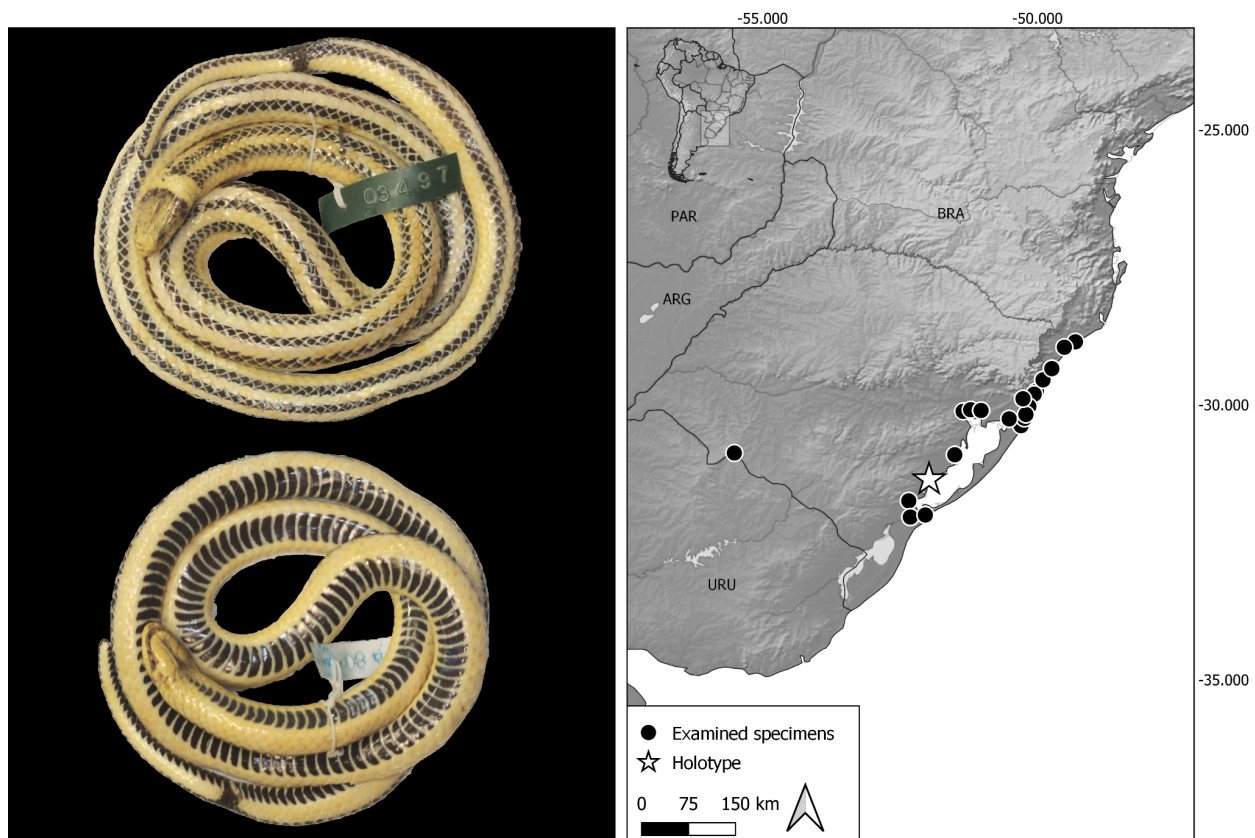 03497
-55.000 -50.000
-25.000
PAR
BRA
ARG
-30.000
URU
-35.000
Examined specimens
Holotype
0 75 150 km